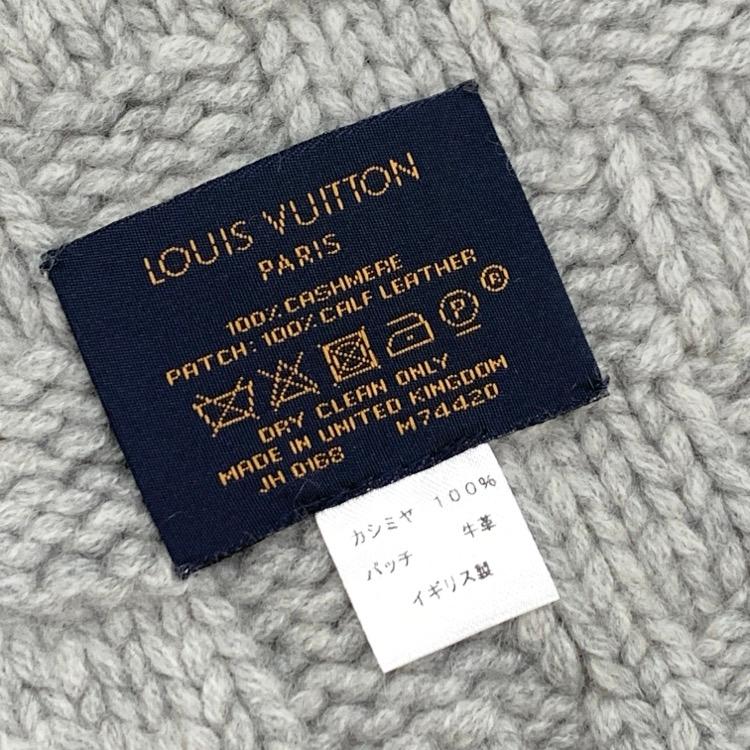 LOUIS VUITTON
PARIS
100% CASHMERE
PATCH: 100% CALF LEATHER
P ®
DRY CLEAN ONLY
MADE IN UNITED KINGDOM
JH 0168 M74420
カシミヤ 100%
パッチ 牛革
イギリス製